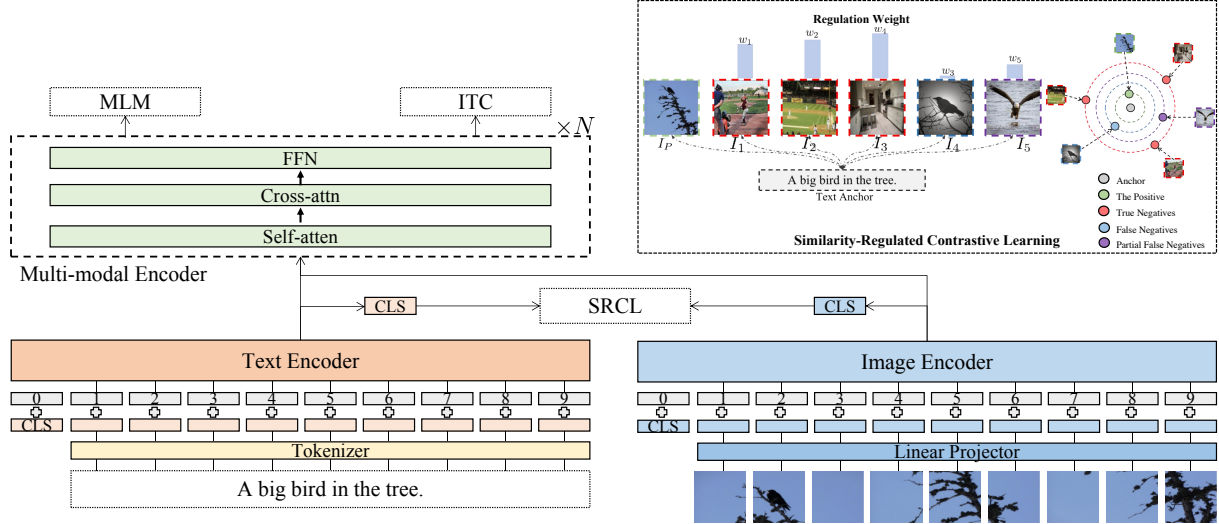 MLM
ITC
×N
FFN
Cross-attn
Self-atten
Multi-modal Encoder
CLS
SRCL
CLS
Text Encoder
0 1 2 3 4 5 6 7 8 9
CLS
Tokenizer
A big bird in the tree.
Regulation Weight
w1
w2
w4
w3
w5
IP
I1
I2
I3
I4
I5
A big bird in the tree.
Text Anchor
Anchor
The Positive
True Negatives
False Negatives
Partial False Negatives
Similarity-Regulated Contrastive Learning
Image Encoder
0 1 2 3 4 5 6 7 8 9
CLS
Linear Projector